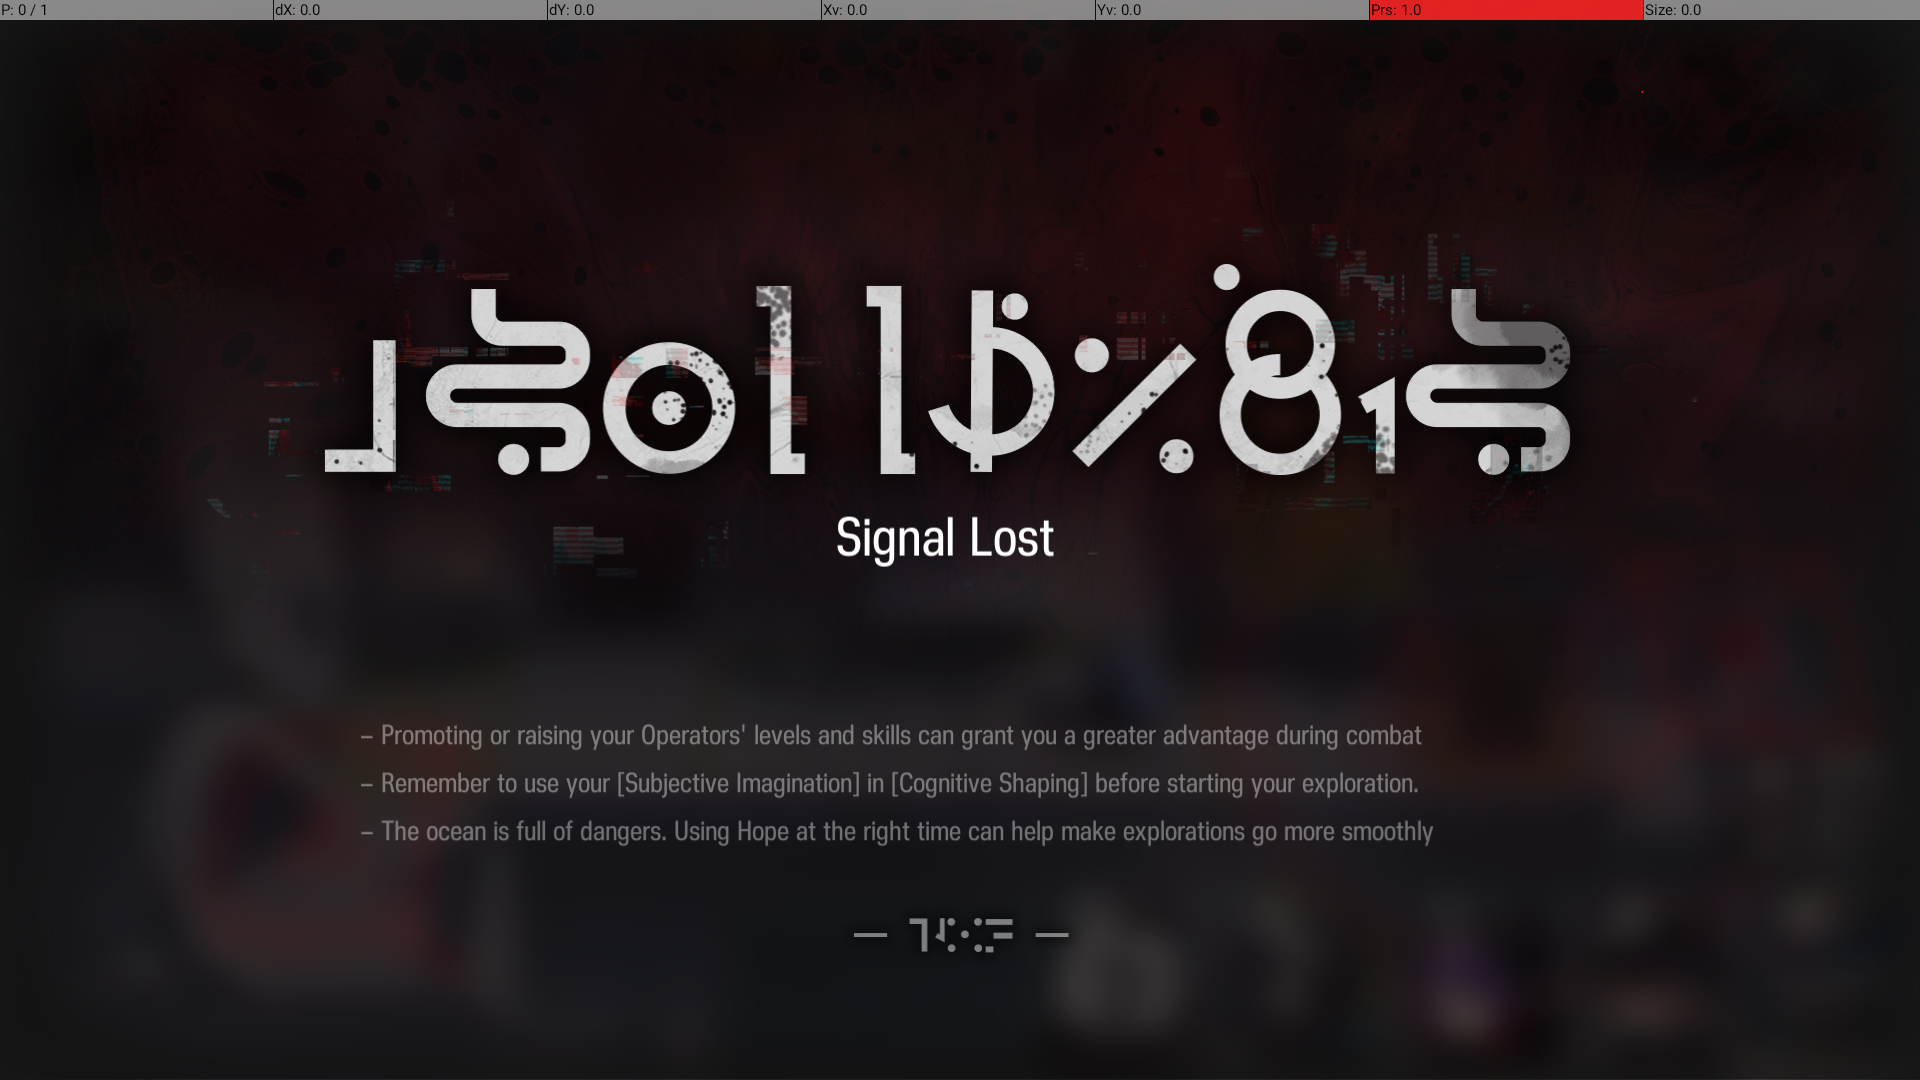 P: 0 / 1 dX: 0.0 dY: 0.0 Xv: 0.0 Yv: 0.0 Prs: 1.0 Size: 0.0
Signal Lost
– Promoting or raising your Operators' levels and skills can grant you a greater advantage during combat
– Remember to use your [Subjective Imagination] in [Cognitive Shaping] before starting your exploration.
– The ocean is full of dangers. Using Hope at the right time can help make explorations go more smoothly